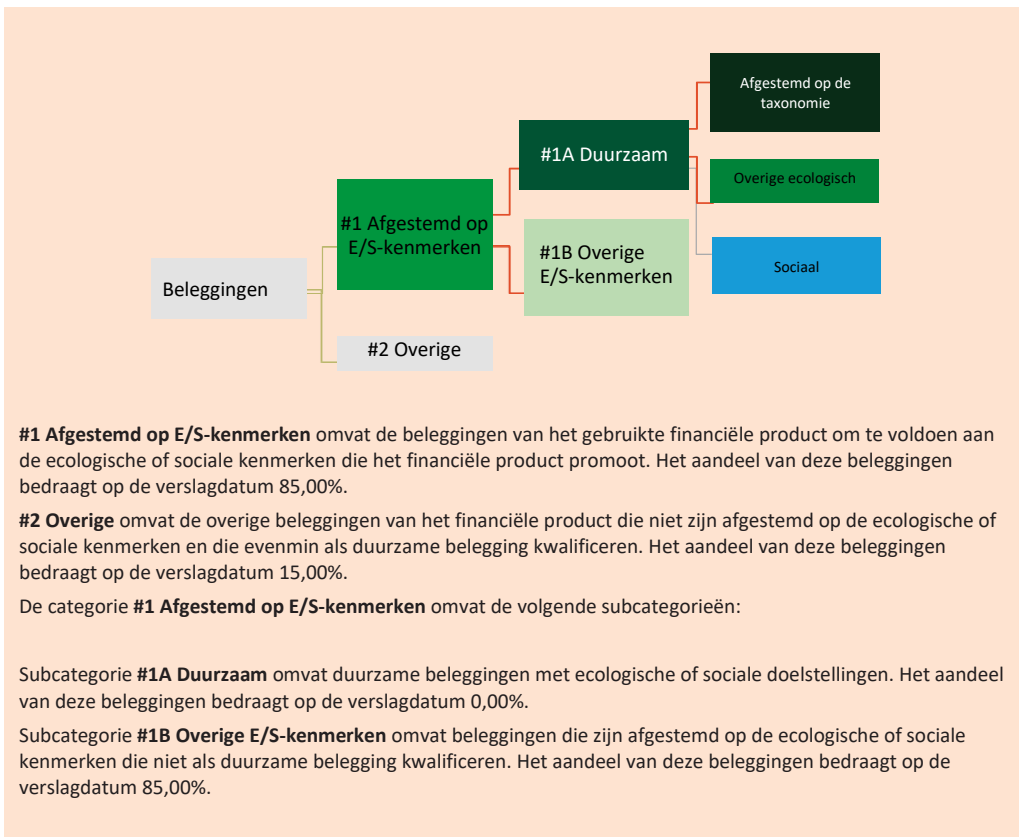 Afgestemd op de
taxonomie
#1A Duurzaam
Overige ecologisch
#1 Afgestemd op
E/S-kenmerken
#1B Overige
E/S-kenmerken
Sociaal
Beleggingen
#2 Overige
#1 Afgestemd op E/S-kenmerken omvat de beleggingen van het gebruikte financiële product om te voldoen aan
de ecologische of sociale kenmerken die het financiële product promoot. Het aandeel van deze beleggingen
bedraagt op de verslagdatum 85,00%.
#2 Overige omvat de overige beleggingen van het financiële product die niet zijn afgestemd op de ecologische of
sociale kenmerken en die evenmin als duurzame belegging kwalificeren. Het aandeel van deze beleggingen
bedraagt op de verslagdatum 15,00%.
De categorie #1 Afgestemd op E/S-kenmerken omvat de volgende subcategorieën:
Subcategorie #1A Duurzaam omvat duurzame beleggingen met ecologische of sociale doelstellingen. Het aandeel
van deze beleggingen bedraagt op de verslagdatum 0,00%.
Subcategorie #1B Overige E/S-kenmerken omvat beleggingen die zijn afgestemd op de ecologische of sociale
kenmerken die niet als duurzame belegging kwalificeren. Het aandeel van deze beleggingen bedraagt op de
verslagdatum 85,00%.